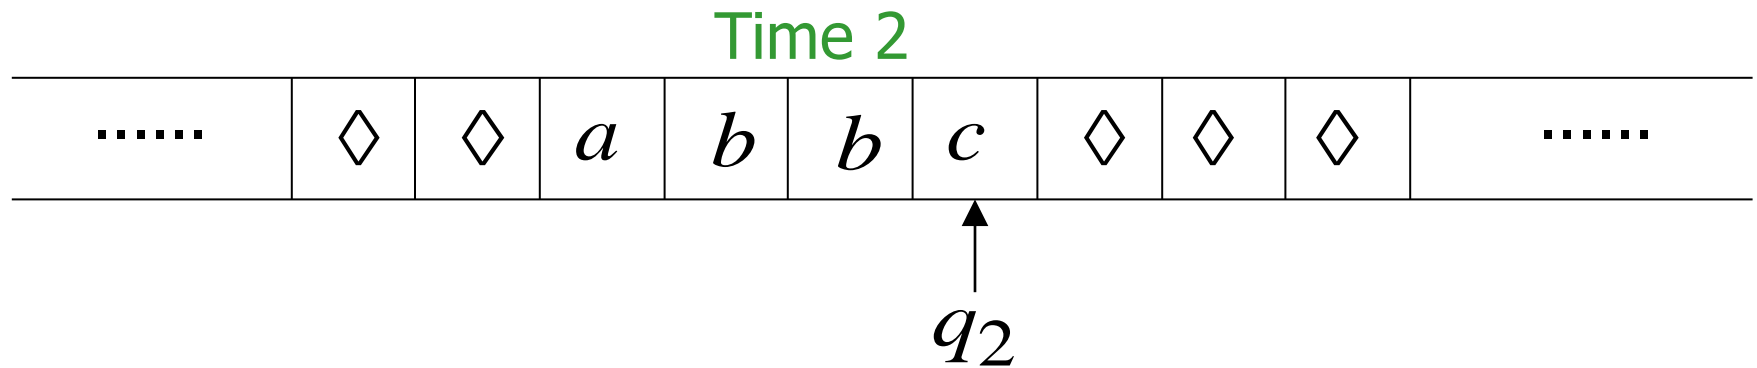 Time 2
...... ◊ ◊ a b b c ◊ ◊ ◊ ......
q₂